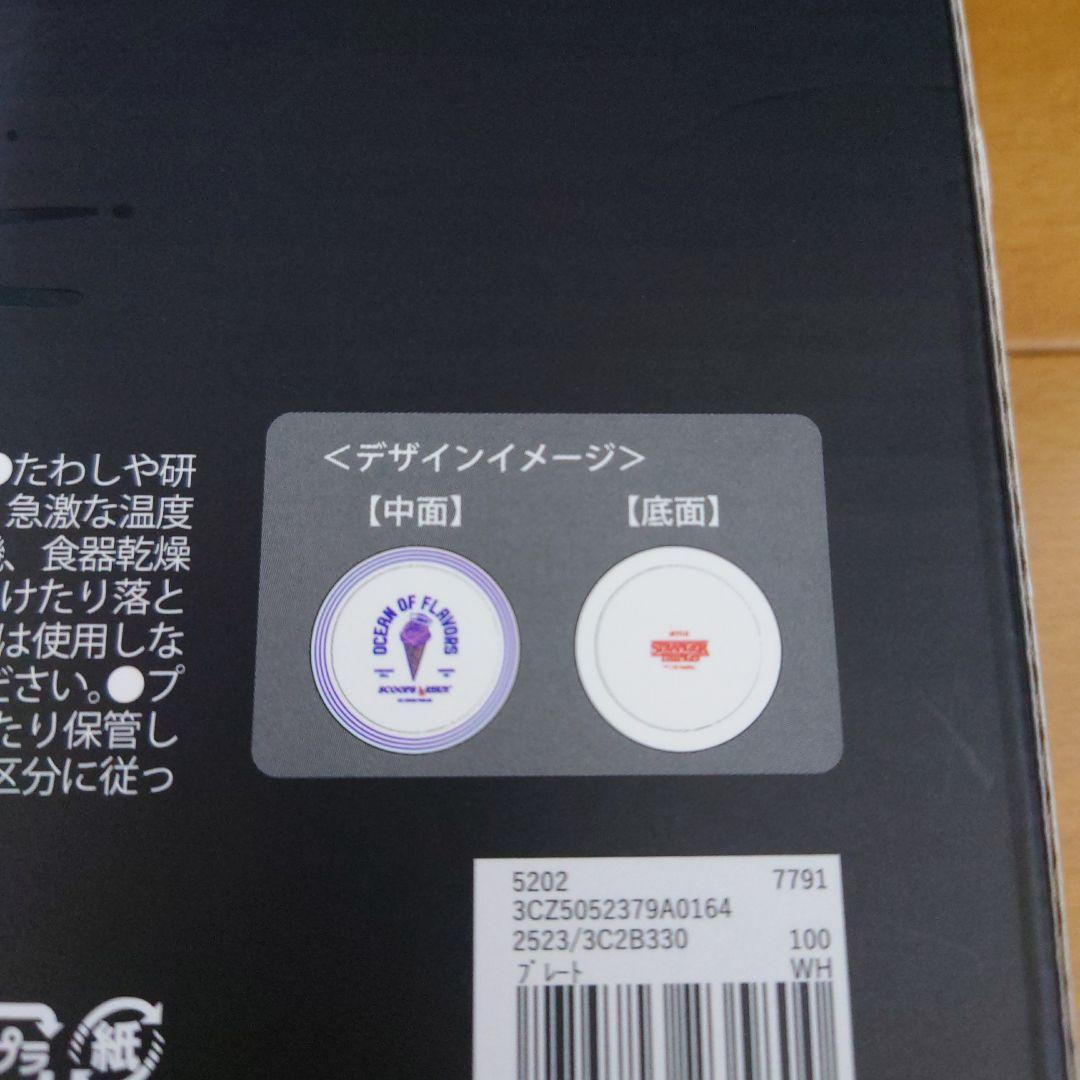 ●たわしや研
急激な温度
、食器乾燥
けたり落と
は使用しな
ださい。●プ
たり保管し
区分に従っ
＜デザインイメージ＞
【中面】
【底面】
OCEAN OF FLAVORS
SCOOPS AHOY
NETFLIX
STRANGER
THINGS
5202 7791
3CZ5052379A0164
2523/3C2B330 100
ﾌﾟﾚｰﾄ WH
プラ
紙